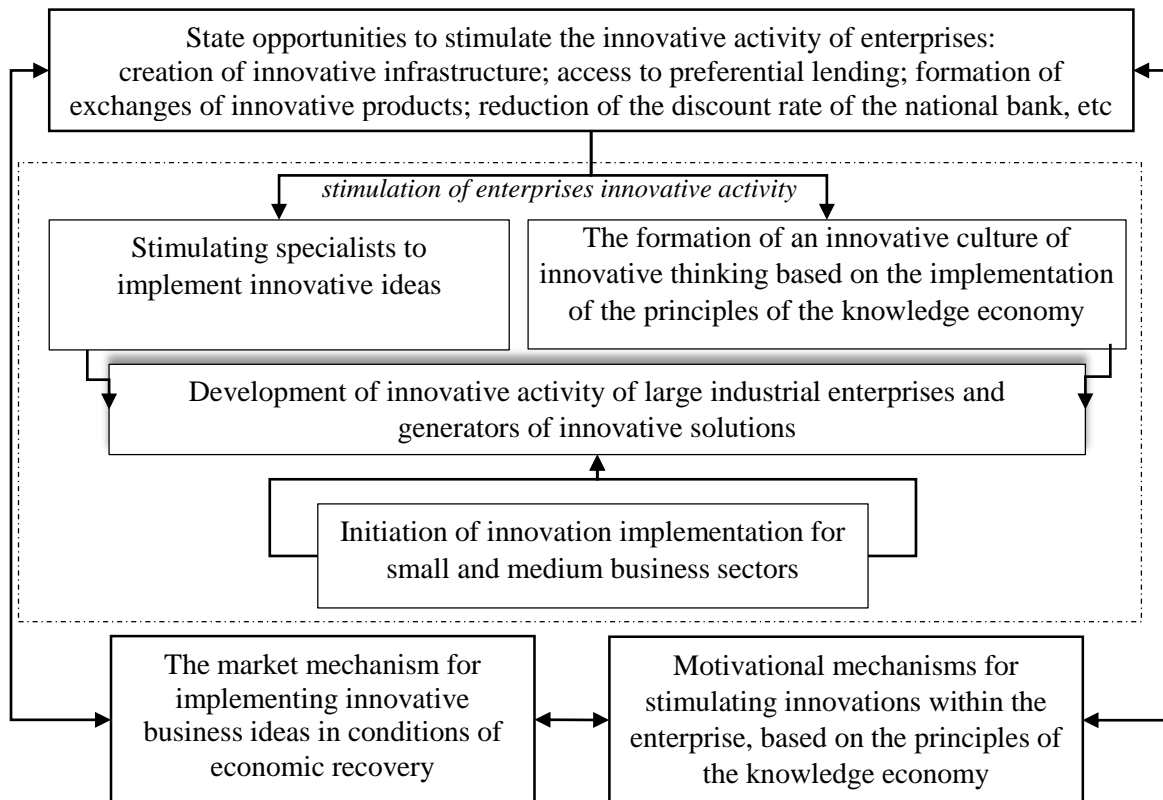 State opportunities to stimulate the innovative activity of enterprises:
creation of innovative infrastructure; access to preferential lending; formation of
exchanges of innovative products; reduction of the discount rate of the national bank, etc
stimulation of enterprises innovative activity
Stimulating specialists to
implement innovative ideas
The formation of an innovative culture of
innovative thinking based on the implementation
of the principles of the knowledge economy
Development of innovative activity of large industrial enterprises and
generators of innovative solutions
Initiation of innovation implementation for
small and medium business sectors
The market mechanism for
implementing innovative
business ideas in conditions of
economic recovery
Motivational mechanisms for
stimulating innovations within the
enterprise, based on the principles of
the knowledge economy